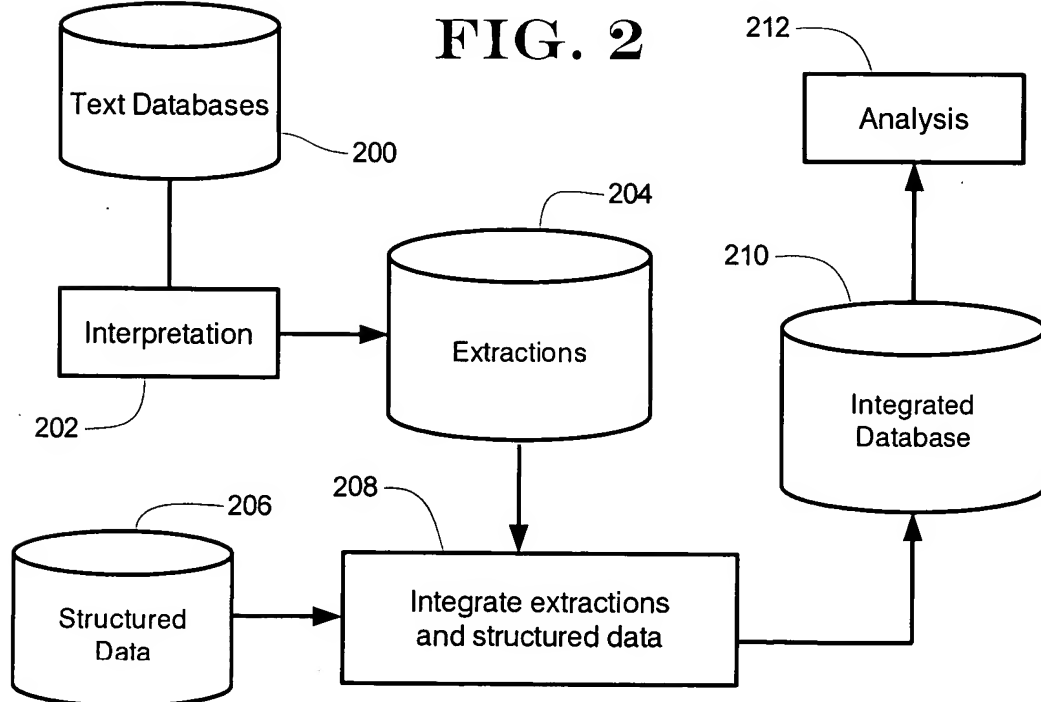 FIG. 2
212
Text Databases
Analysis
200
204
210
Interpretation
Extractions
202
Integrated
Database
208
206
Integrate extractions
and structured data
Structured
Data